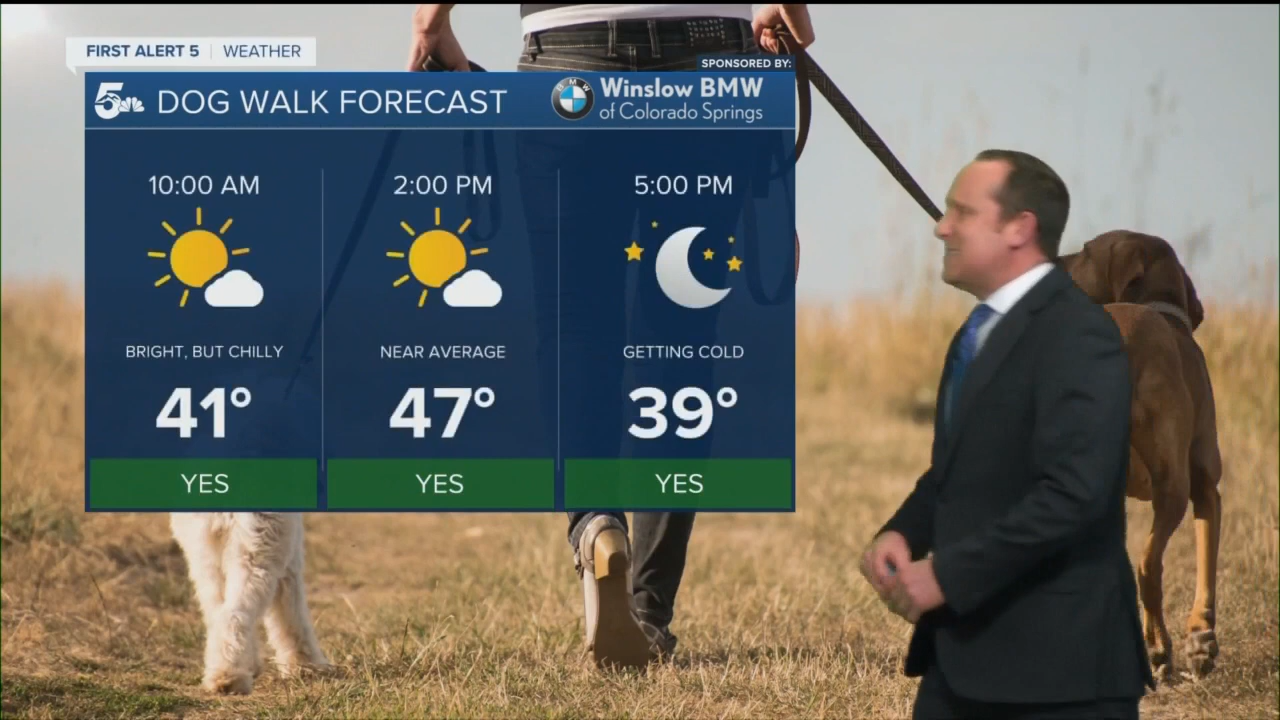 FIRST ALERT 5 | WEATHER
SPONSORED BY:
5 DOG WALK FORECAST
BMW
Winslow BMW
of Colorado Springs
10:00 AM
2:00 PM
5:00 PM
BRIGHT, BUT CHILLY
NEAR AVERAGE
GETTING COLD
41°
47°
39°
YES
YES
YES